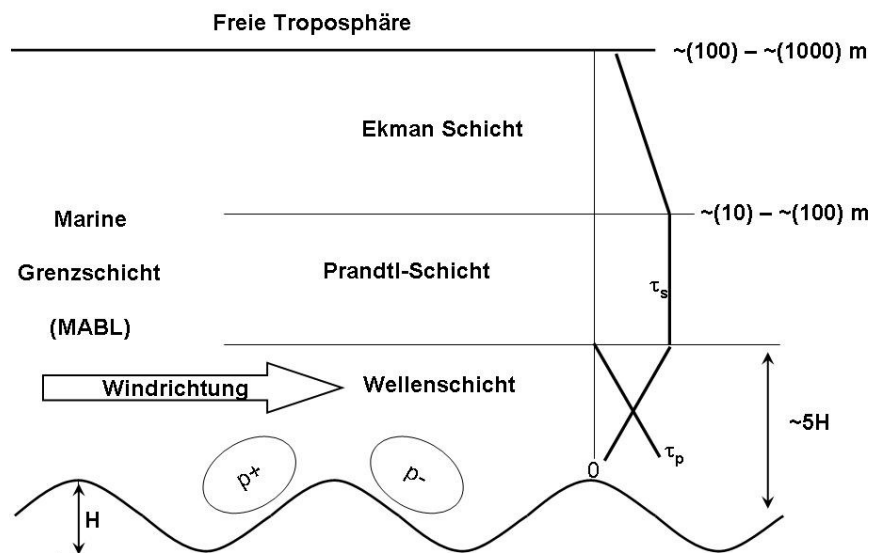 Freie Troposphäre
~(100) – ~(1000) m
Ekman Schicht
~(10) – ~(100) m
Marine
Grenzschicht
(MABL)
Prandtl-Schicht
τs
Windrichtung
Wellenschicht
~5H
p+
p-
0
τp
H